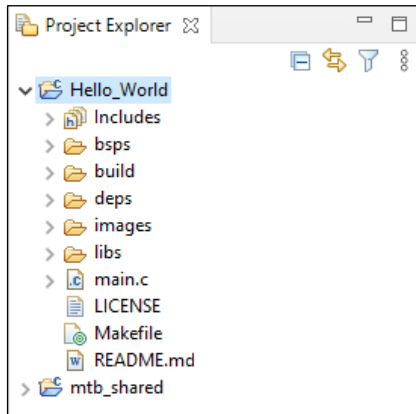 Project Explorer
Hello_World
Includes
bsps
build
deps
images
libs
main.c
LICENSE
Makefile
README.md
mtb_shared